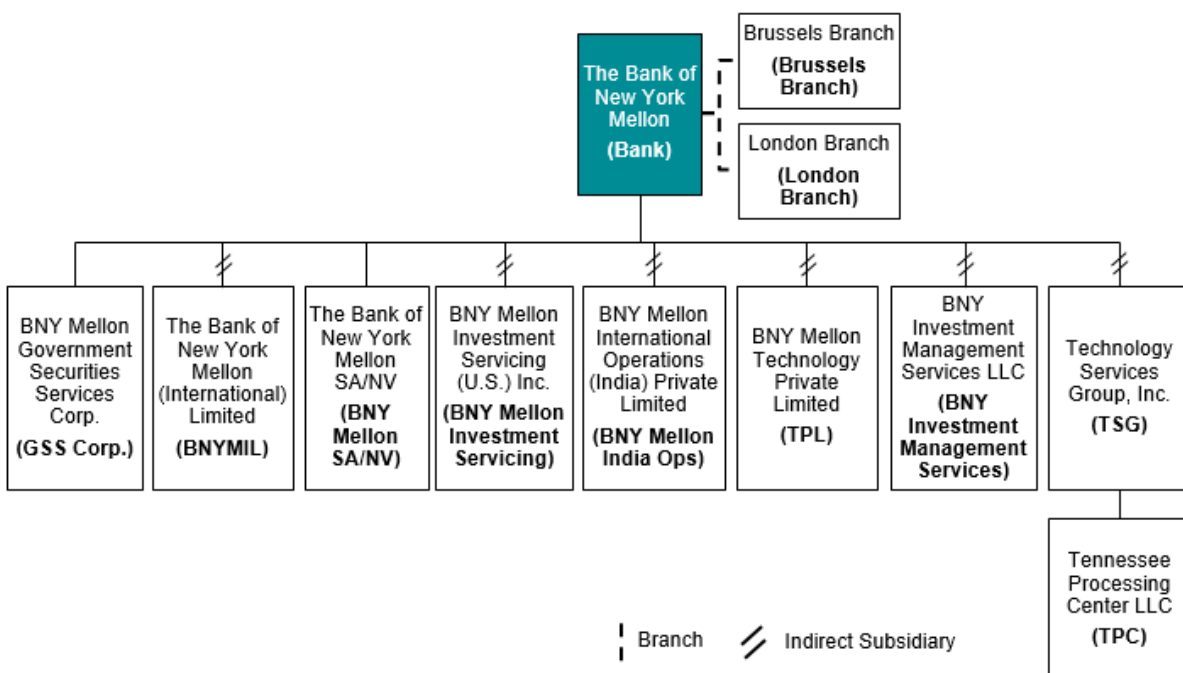 The Bank of
New York
Mellon
(Bank)
Brussels Branch
(Brussels
Branch)
London Branch
(London
Branch)
BNY Mellon
Government
Securities
Services
Corp.
(GSS Corp.)
The Bank of
New York
Mellon
(International)
Limited
(BNYMIL)
The Bank of
New York
Mellon
SA/NV
(BNY
Mellon
SA/NV)
BNY Mellon
Investment
Servicing
(U.S.) Inc.
(BNY Mellon
Investment
Servicing)
BNY Mellon
International
Operations
(India) Private
Limited
(BNY Mellon
India Ops)
BNY Mellon
Technology
Private
Limited
(TPL)
BNY
Investment
Management
Services LLC
(BNY
Investment
Management
Services)
Technology
Services
Group, Inc.
(TSG)
Tennessee
Processing
Center LLC
(TPC)
Branch
Indirect Subsidiary